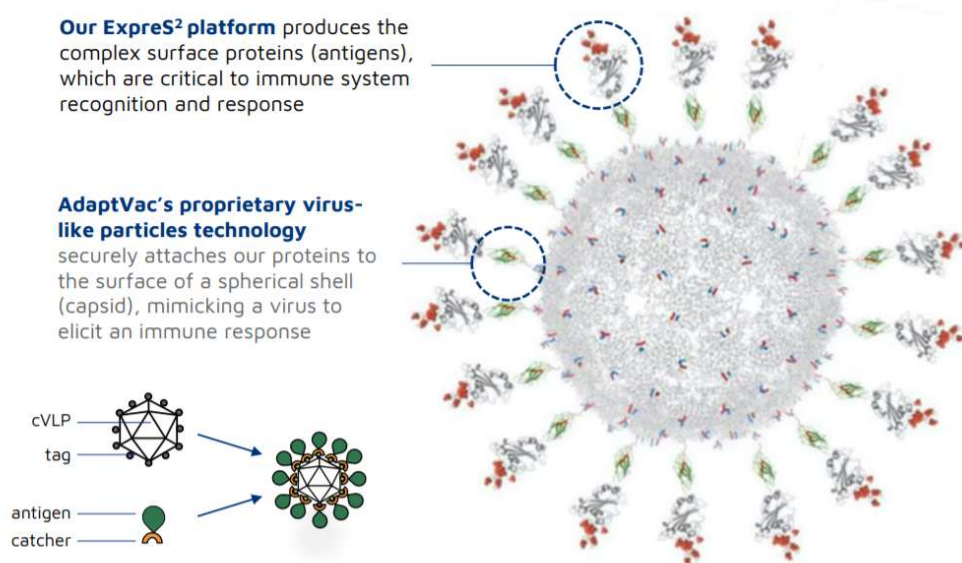 Our ExpreS² platform produces the
complex surface proteins (antigens),
which are critical to immune system
recognition and response
AdaptVac's proprietary virus-
like particles technology
securely attaches our proteins to
the surface of a spherical shell
(capsid), mimicking a virus to
elicit an immune response
cVLP
tag
antigen
catcher